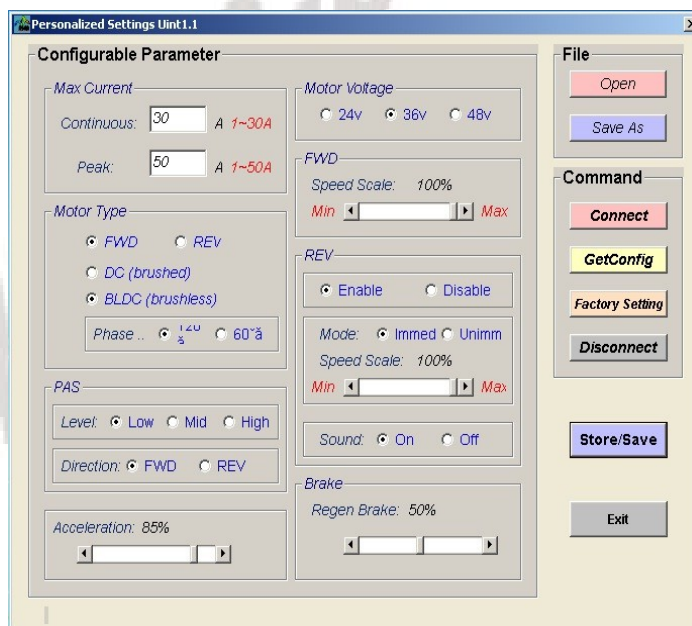 Personalized Settings Uint1.1
Configurable Parameter
Max Current
Continuous: 30 A 1~30A
Peak: 50 A 1~50A
Motor Type
FWD REV
DC (brushed)
BLDC (brushless)
Phase .. 60˘ă
PAS
Level: Low Mid High
Direction: FWD REV
Acceleration: 85%
Motor Voltage
24v 36v 48v
FWD
Speed Scale: 100%
Min Max
REV
Enable Disable
Mode: Immed Unimm
Speed Scale: 100%
Min Max
Sound: On Off
Brake
Regen Brake: 50%
File
Open
Save As
Command
Connect
GetConfig
Factory Setting
Disconnect
Store/Save
Exit